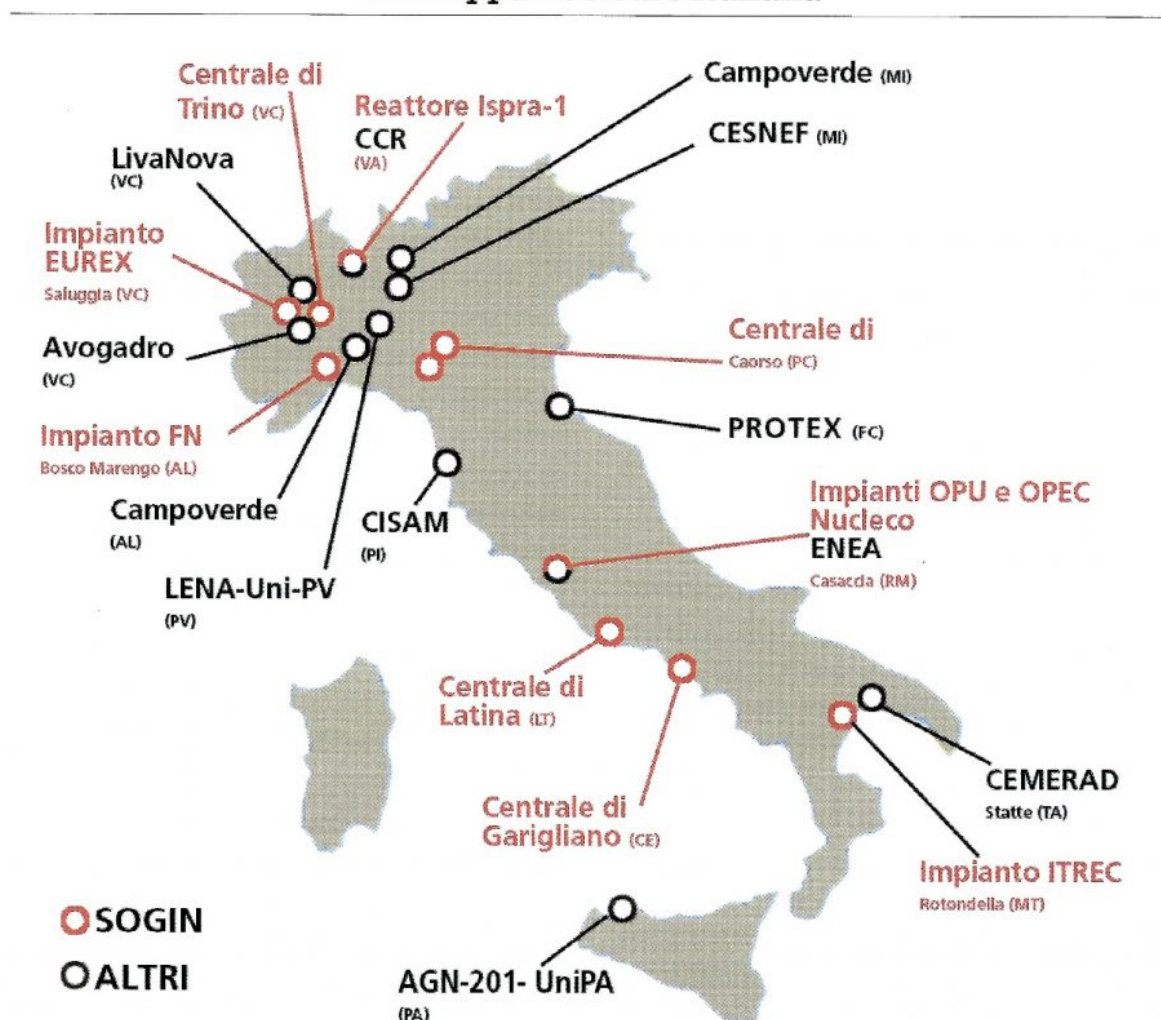 Centrale di
Trino (VC)
Reattore Ispra-1
CCR
(VA)
Campoverde (MI)
CESNEF (MI)
LivaNova
(VC)
Impianto
EUREX
Saluggia (VC)
Avogadro
(VC)
Centrale di
Caorso (PC)
PROTEX (FC)
Impianto FN
Bosco Marengo (AL)
Campoverde
(AL)
CISAM
(PI)
LENA-Uni-PV
(PV)
Impianti OPU e OPEC
Nucleco
ENEA
Casaccia (RM)
Centrale di
Latina (LT)
Centrale di
Garigliano (CE)
CEMERAD
Statte (TA)
Impianto ITREC
Rotondella (MT)
SOGIN
ALTRI
AGN-201- UniPA
(PA)